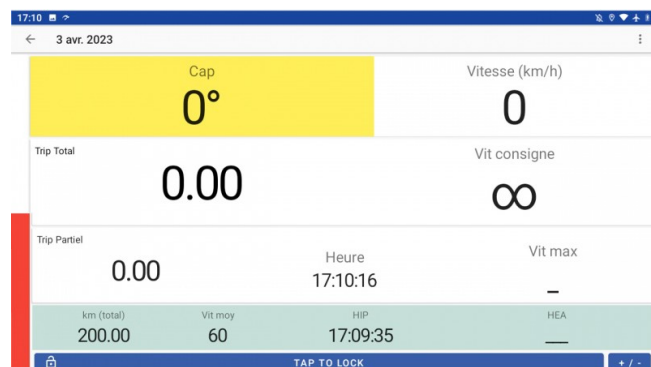 17:10
← 3 avr. 2023
Cap
0°
Vitesse (km/h)
0
Trip Total
0.00
Vit consigne
∞
Trip Partiel
0.00
Heure
17:10:16
Vit max
_
km (total)
200.00
Vit moy
60
HIP
17:09:35
HEA
__
TAP TO LOCK
+ / -